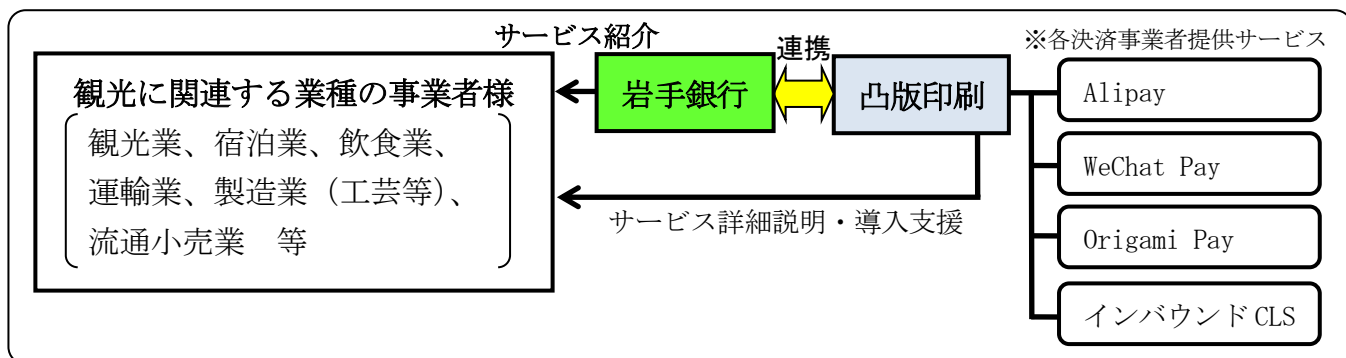 サービス紹介
※各決済事業者提供サービス
連携
観光に関連する業種の事業者様
観光業、宿泊業、飲食業、
運輸業、製造業（工芸等）、
流通小売業　等
岩手銀行
凸版印刷
サービス詳細説明・導入支援
Alipay
WeChat Pay
Origami Pay
インバウンド CLS